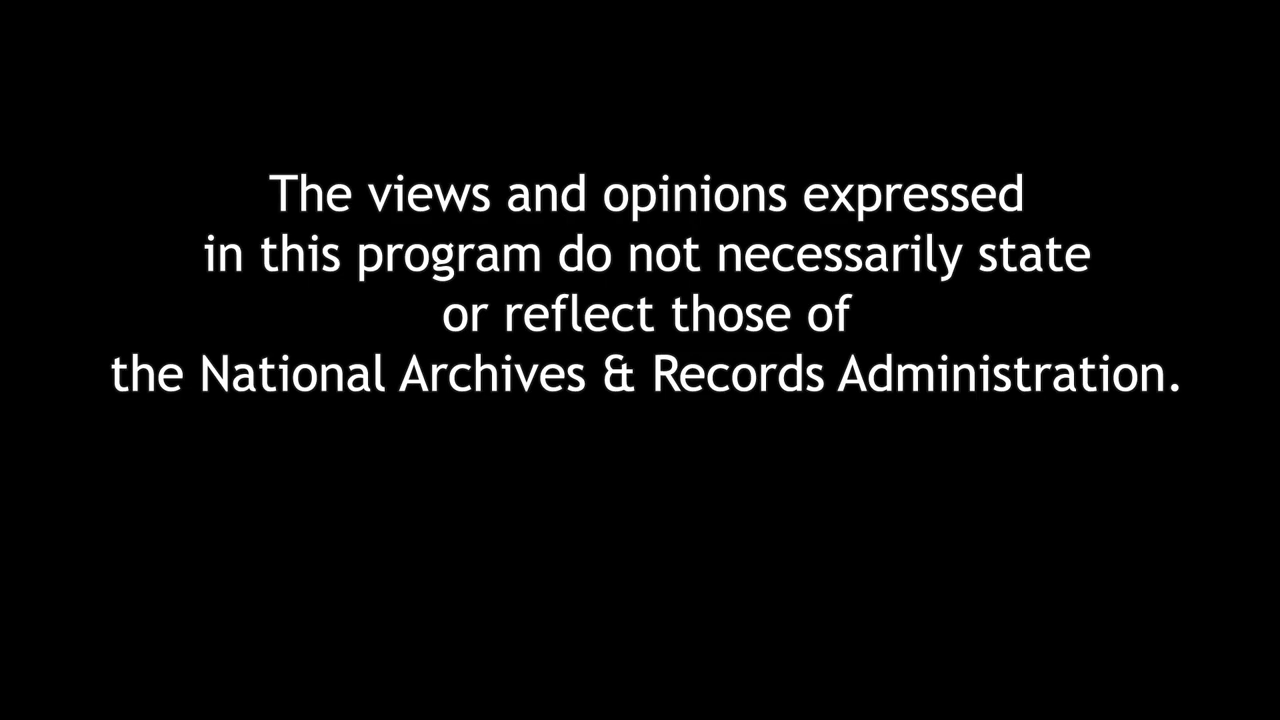 The views and opinions expressed
in this program do not necessarily state
or reflect those of
the National Archives & Records Administration.